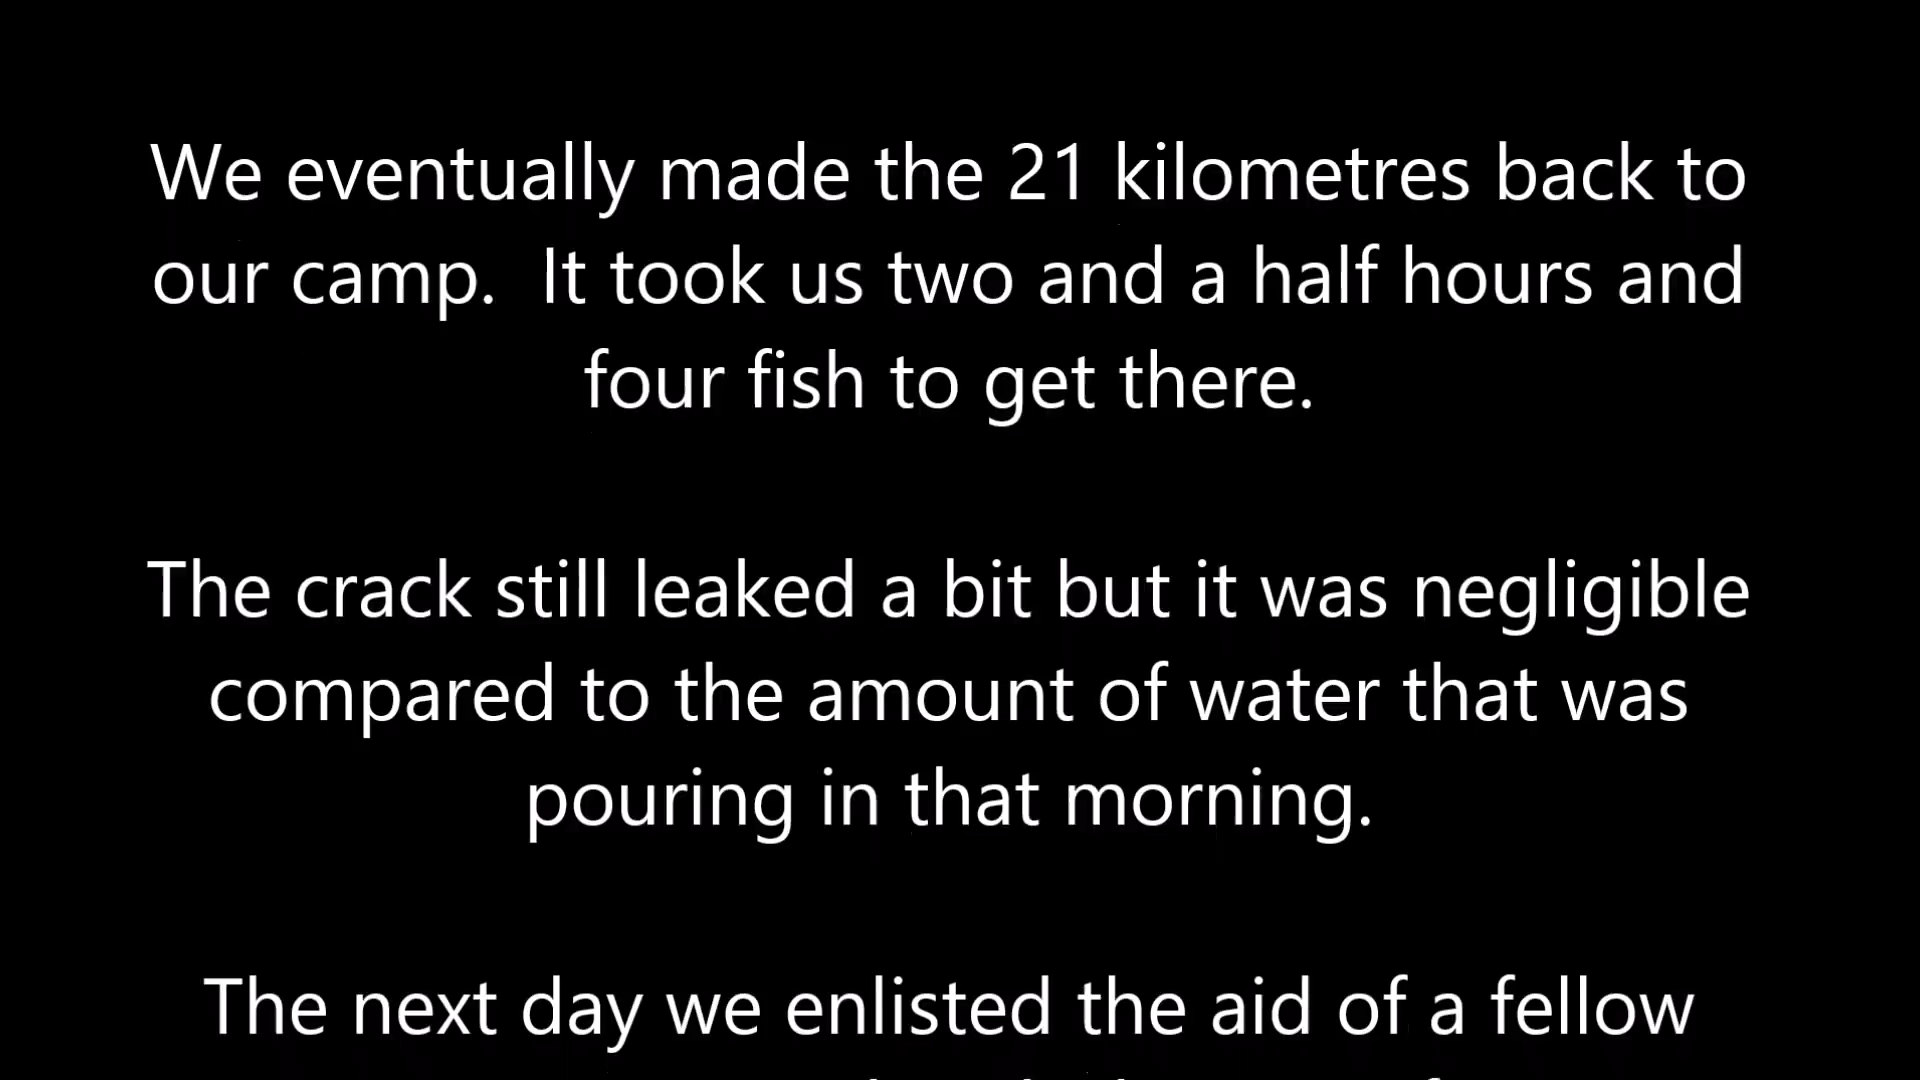 We eventually made the 21 kilometres back to
our camp.  It took us two and a half hours and
four fish to get there.
The crack still leaked a bit but it was negligible
compared to the amount of water that was
pouring in that morning.
The next day we enlisted the aid of a fellow